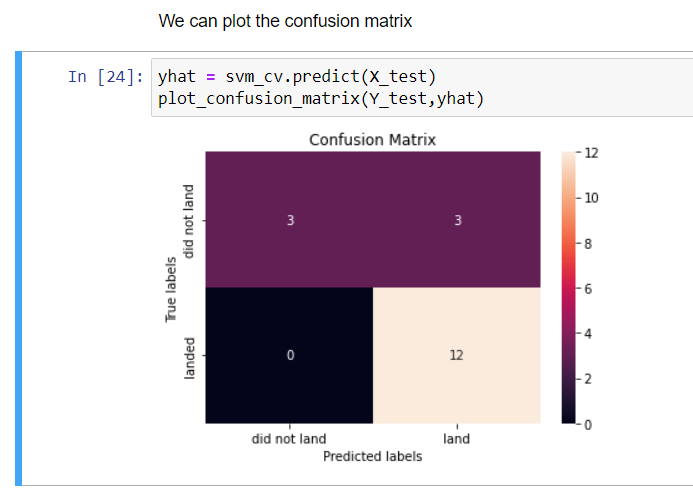 We can plot the confusion matrix
In [24]: yhat = svm_cv.predict(X_test)
plot_confusion_matrix(Y_test,yhat)
Confusion Matrix
did not land
landed
True labels
3 3
0 12
did not land land
Predicted labels
12
10
8
6
4
2
0